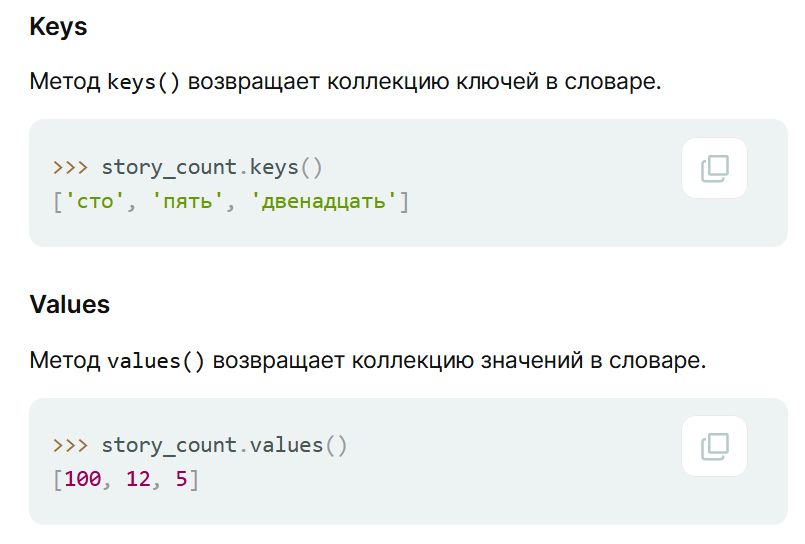 Keys
Метод keys() возвращает коллекцию ключей в словаре.
>>> story_count.keys()
['сто', 'пять', 'двенадцать']
Values
Метод values() возвращает коллекцию значений в словаре.
>>> story_count.values()
[100, 12, 5]